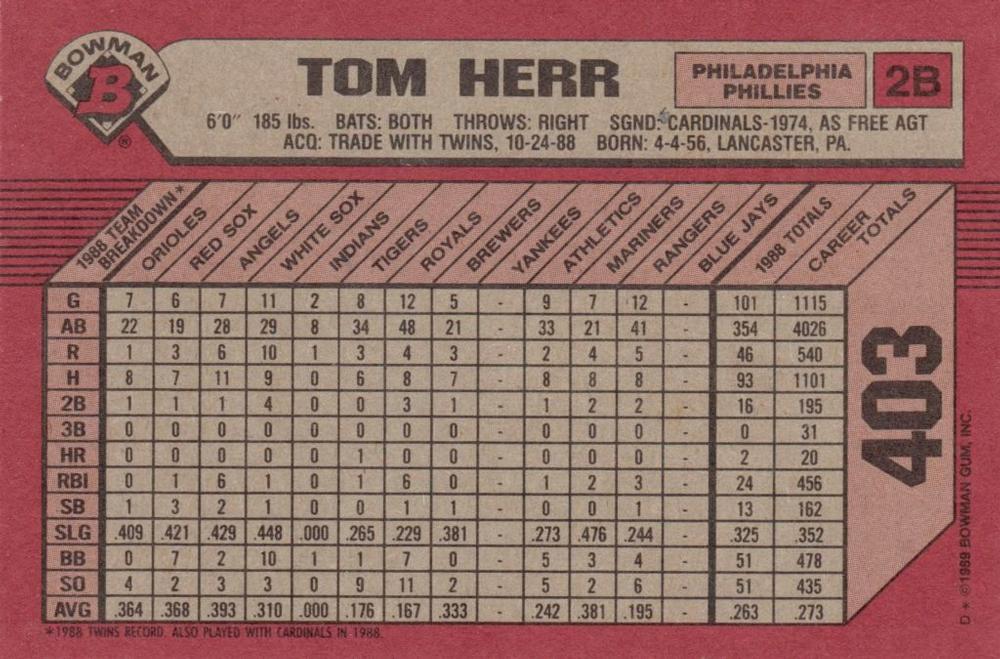 BOWMAN
B
®
TOM HERR
PHILADELPHIA
PHILLIES
2B
6'0" 185 lbs. BATS: BOTH THROWS: RIGHT SGND: CARDINALS-1974, AS FREE AGT
ACQ: TRADE WITH TWINS, 10-24-88 BORN: 4-4-56, LANCASTER, PA.
1988 TEAM BREAKDOWN* ORIOLES RED SOX ANGELS WHITE SOX INDIANS TIGERS ROYALS BREWERS YANKEES ATHLETICS MARINERS RANGERS BLUE JAYS 1988 TOTALS CAREER TOTALS
G 7 6 7 11 2 8 12 5 - 9 7 12 - 101 1115
AB 22 19 28 29 8 34 48 21 - 33 21 41 - 354 4026
R 1 3 6 10 1 3 4 3 - 2 4 5 - 46 540
H 8 7 11 9 0 6 8 7 - 8 8 8 - 93 1101
2B 1 1 1 4 0 0 3 1 - 1 2 2 - 16 195
3B 0 0 0 0 0 0 0 0 - 0 0 0 - 0 31
HR 0 0 0 0 0 1 0 0 - 0 0 0 - 2 20
RBI 0 1 6 1 0 1 6 0 - 1 2 3 - 24 456
SB 1 3 2 1 0 0 1 1 - 0 0 1 - 13 162
SLG .409 .421 .429 .448 .000 .265 .229 .381 - .273 .476 .244 - .325 .352
BB 0 7 2 10 1 1 7 0 - 5 3 4 - 51 478
SO 4 2 3 3 0 9 11 2 - 5 2 6 - 51 435
AVG .364 .368 .393 .310 .000 .176 .167 .333 - .242 .381 .195 - .263 .273
*1988 TWINS RECORD. ALSO PLAYED WITH CARDINALS IN 1988.
403
D* ©1989 BOWMAN GUM, INC.